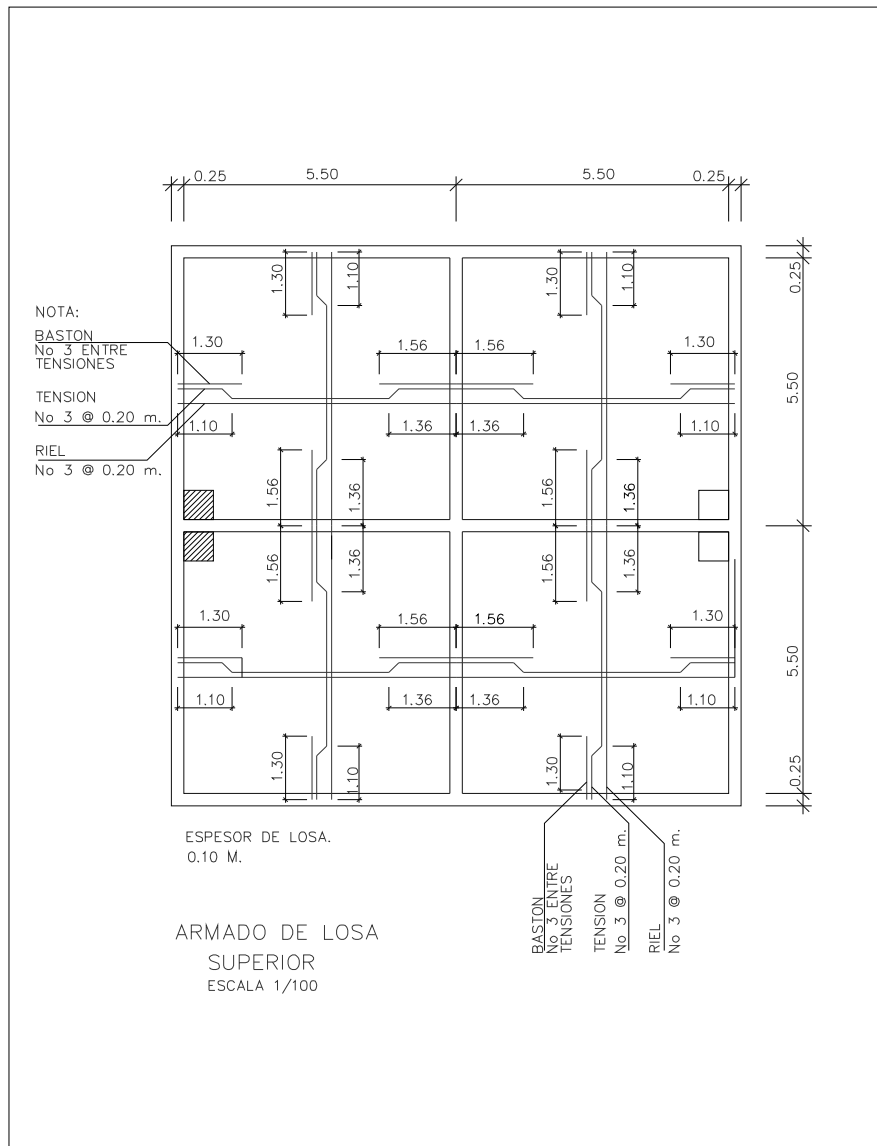 0.25 5.50 5.50 0.25
1.30 1.10 1.30 1.10 0.25
NOTA:
BASTON
No 3 ENTRE
TENSIONES
1.30 1.56 1.56 1.30
5.50
TENSION
No 3 @ 0.20 m.
1.10 1.36 1.36 1.10
RIEL
No 3 @ 0.20 m.
1.56 1.36 1.56 1.36
1.56 1.36 1.56 1.36
1.30 1.56 1.56 1.30
5.50
1.10 1.36 1.36 1.10
1.30 1.10 1.30 1.10 0.25
ESPESOR DE LOSA.
0.10 M.
BASTON
No 3 ENTRE
TENSIONES
TENSION
No 3 @ 0.20 m.
RIEL
No 3 @ 0.20 m.
ARMADO DE LOSA
SUPERIOR
ESCALA 1/100